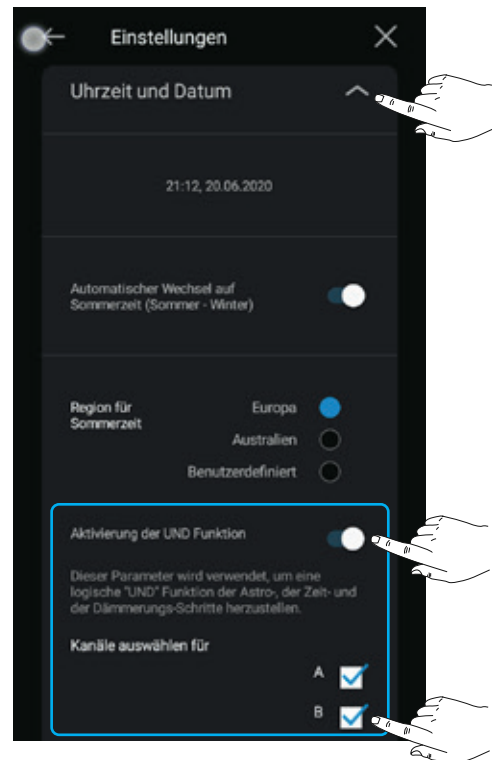 Einstellungen
Uhrzeit und Datum
21:12, 20.06.2020
Automatischer Wechsel auf
Sommerzeit (Sommer - Winter)
Region für
Sommerzeit
Europa
Australien
Benutzerdefiniert
Aktivierung der UND Funktion
Dieser Parameter wird verwendet, um eine
logische "UND" Funktion der Astro-, der Zeit- und
der Dämmerungs-Schritte herzustellen.
Kanäle auswählen für
A
B